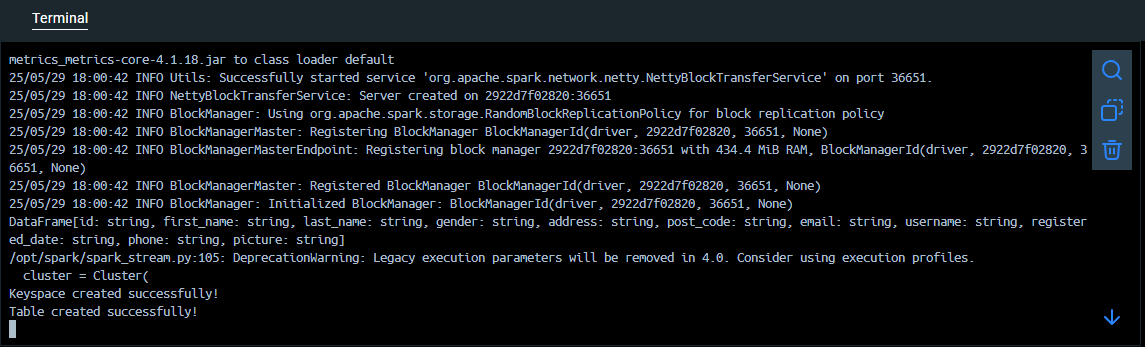 Terminal
metrics_metrics-core-4.1.18.jar to class loader default
25/05/29 18:00:42 INFO Utils: Successfully started service 'org.apache.spark.network.netty.NettyBlockTransferService' on port 36651.
25/05/29 18:00:42 INFO NettyBlockTransferService: Server created on 2922d7f02820:36651
25/05/29 18:00:42 INFO BlockManager: Using org.apache.spark.storage.RandomBlockReplicationPolicy for block replication policy
25/05/29 18:00:42 INFO BlockManagerMaster: Registering BlockManager BlockManagerId(driver, 2922d7f02820, 36651, None)
25/05/29 18:00:42 INFO BlockManagerMasterEndpoint: Registering block manager 2922d7f02820:36651 with 434.4 MiB RAM, BlockManagerId(driver, 2922d7f02820, 3
6651, None)
25/05/29 18:00:42 INFO BlockManagerMaster: Registered BlockManager BlockManagerId(driver, 2922d7f02820, 36651, None)
25/05/29 18:00:42 INFO BlockManager: Initialized BlockManager: BlockManagerId(driver, 2922d7f02820, 36651, None)
DataFrame[id: string, first_name: string, last_name: string, gender: string, address: string, post_code: string, email: string, username: string, register
ed_date: string, phone: string, picture: string]
/opt/spark/spark_stream.py:105: DeprecationWarning: Legacy execution parameters will be removed in 4.0. Consider using execution profiles.
  cluster = Cluster(
Keyspace created successfully!
Table created successfully!